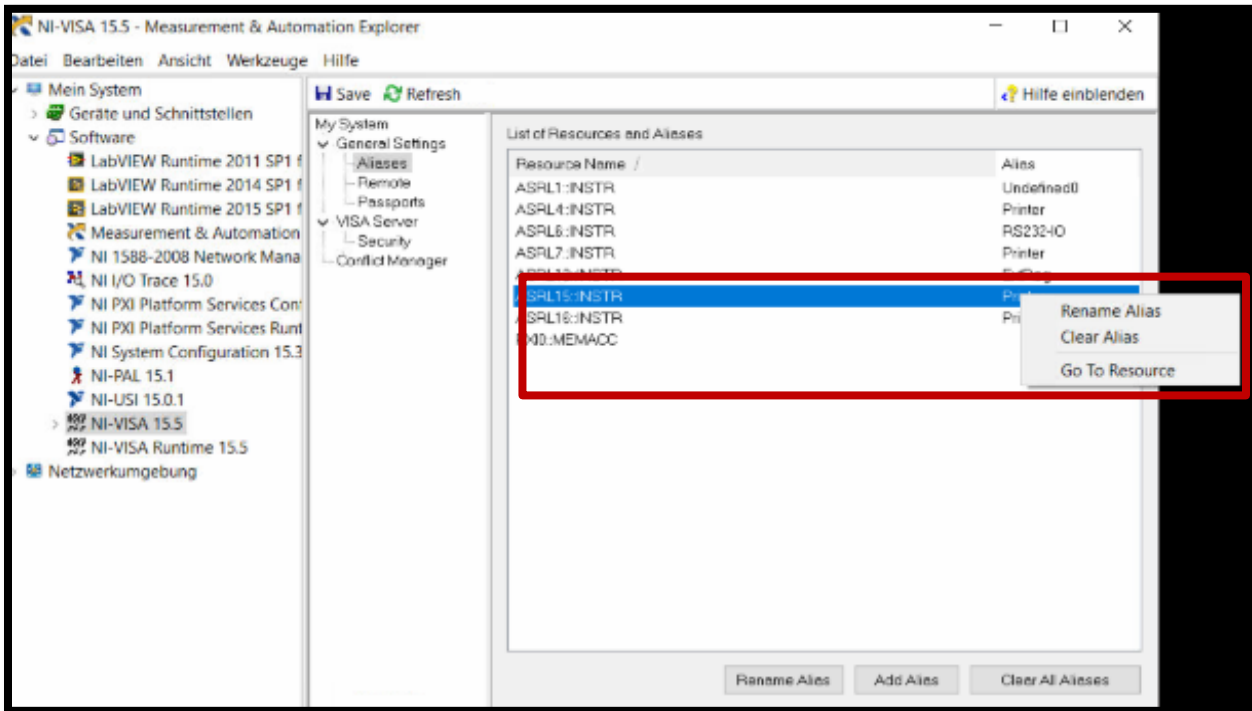 NI-VISA 15.5 - Measurement & Automation Explorer
Datei Bearbeiten Ansicht Werkzeuge Hilfe
Mein System
Geräte und Schnittstellen
Software
LabVIEW Runtime 2011 SP1 f
LabVIEW Runtime 2014 SP1 f
LabVIEW Runtime 2015 SP1 f
Measurement & Automation
NI 1588-2008 Network Mana
NI I/O Trace 15.0
NI PXI Platform Services Con
NI PXI Platform Services Runt
NI System Configuration 15.3
NI-PAL 15.1
NI-USI 15.0.1
NI-VISA 15.5
NI-VISA Runtime 15.5
Netzwerkumgebung
Save Refresh
Hilfe einblenden
My System
General Settings
Aliases
Remote
Passports
VISA Server
Security
Conflict Manager
List of Resources and Aliases
Resource Name / Alias
ASRL1::INSTR Undefined0
ASRL4::INSTR Printer
ASRL6::INSTR RS232-IO
ASRL7::INSTR Printer
ASRL15::INSTR
ASRL16::INSTR Pri
PXI0::MEMACC
Rename Alias
Clear Alias
Go To Resource
Rename Alias Add Alias Clear All Aliases